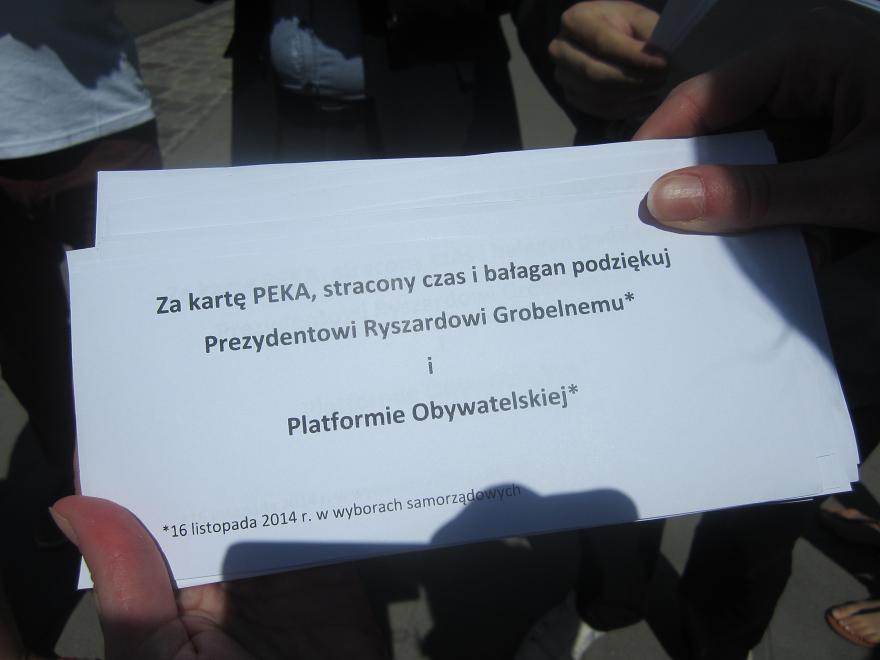 Za kartę PEKA, stracony czas i bałagan podziękuj
Prezydentowi Ryszardowi Grobelnemu*
i
Platformie Obywatelskiej*
*16 listopada 2014 r. w wyborach samorządowych